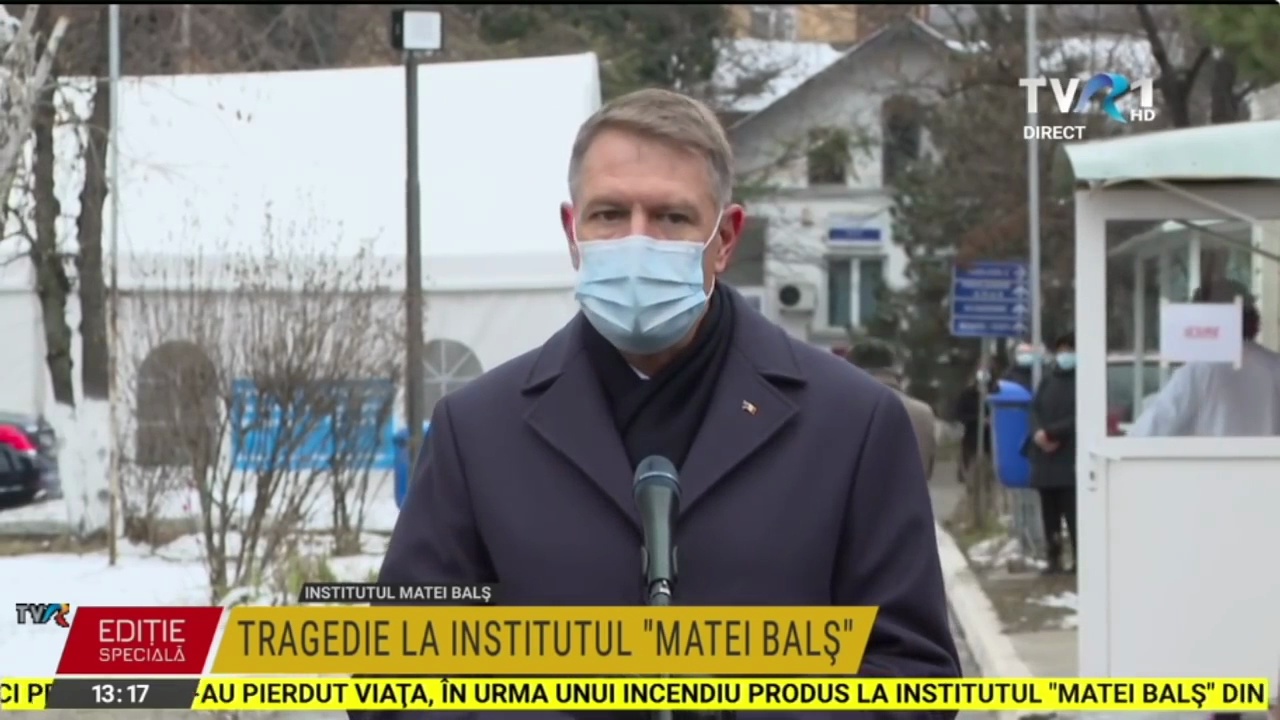 TVR1
HD
DIRECT
INSTITUTUL MATEI BALŞ
TVR
EDIȚIE
SPECIALĂ
TRAGEDIE LA INSTITUTUL "MATEI BALŞ"
13:17
-AU PIERDUT VIAŢA, ÎN URMA UNUI INCENDIU PRODUS LA INSTITUTUL "MATEI BALŞ" DIN